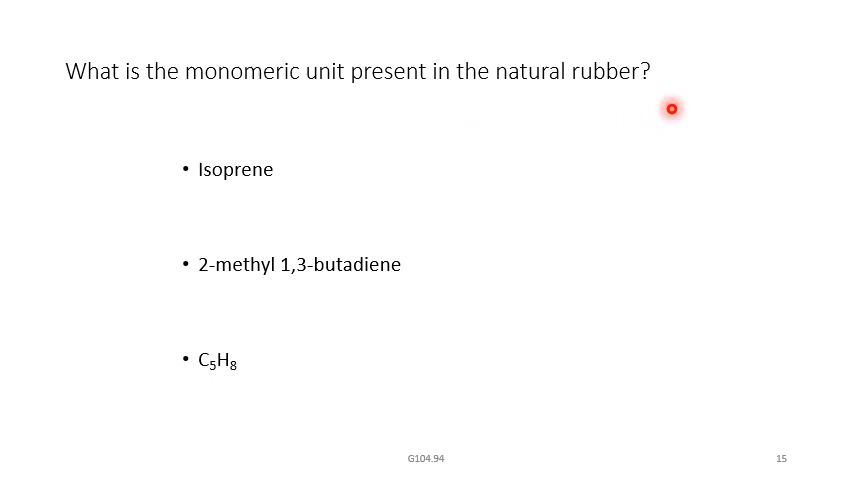 What is the monomeric unit present in the natural rubber?
• Isoprene
• 2-methyl 1,3-butadiene
• C₅H₈
G104.94
15